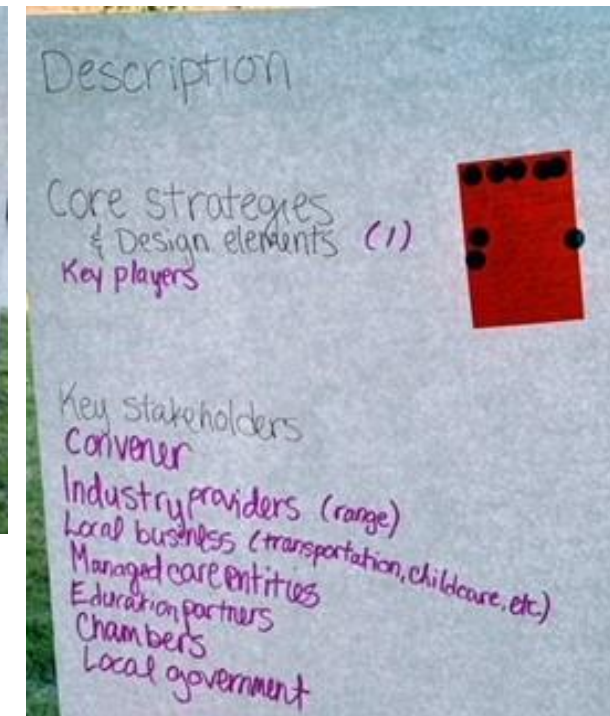 Description
Core strategies
& Design elements (1)
Key players
Key stakeholders
Convener
Industry providers (range)
Local business (transportation, childcare, etc)
Managed care entities
Education partners
Chambers
Local government